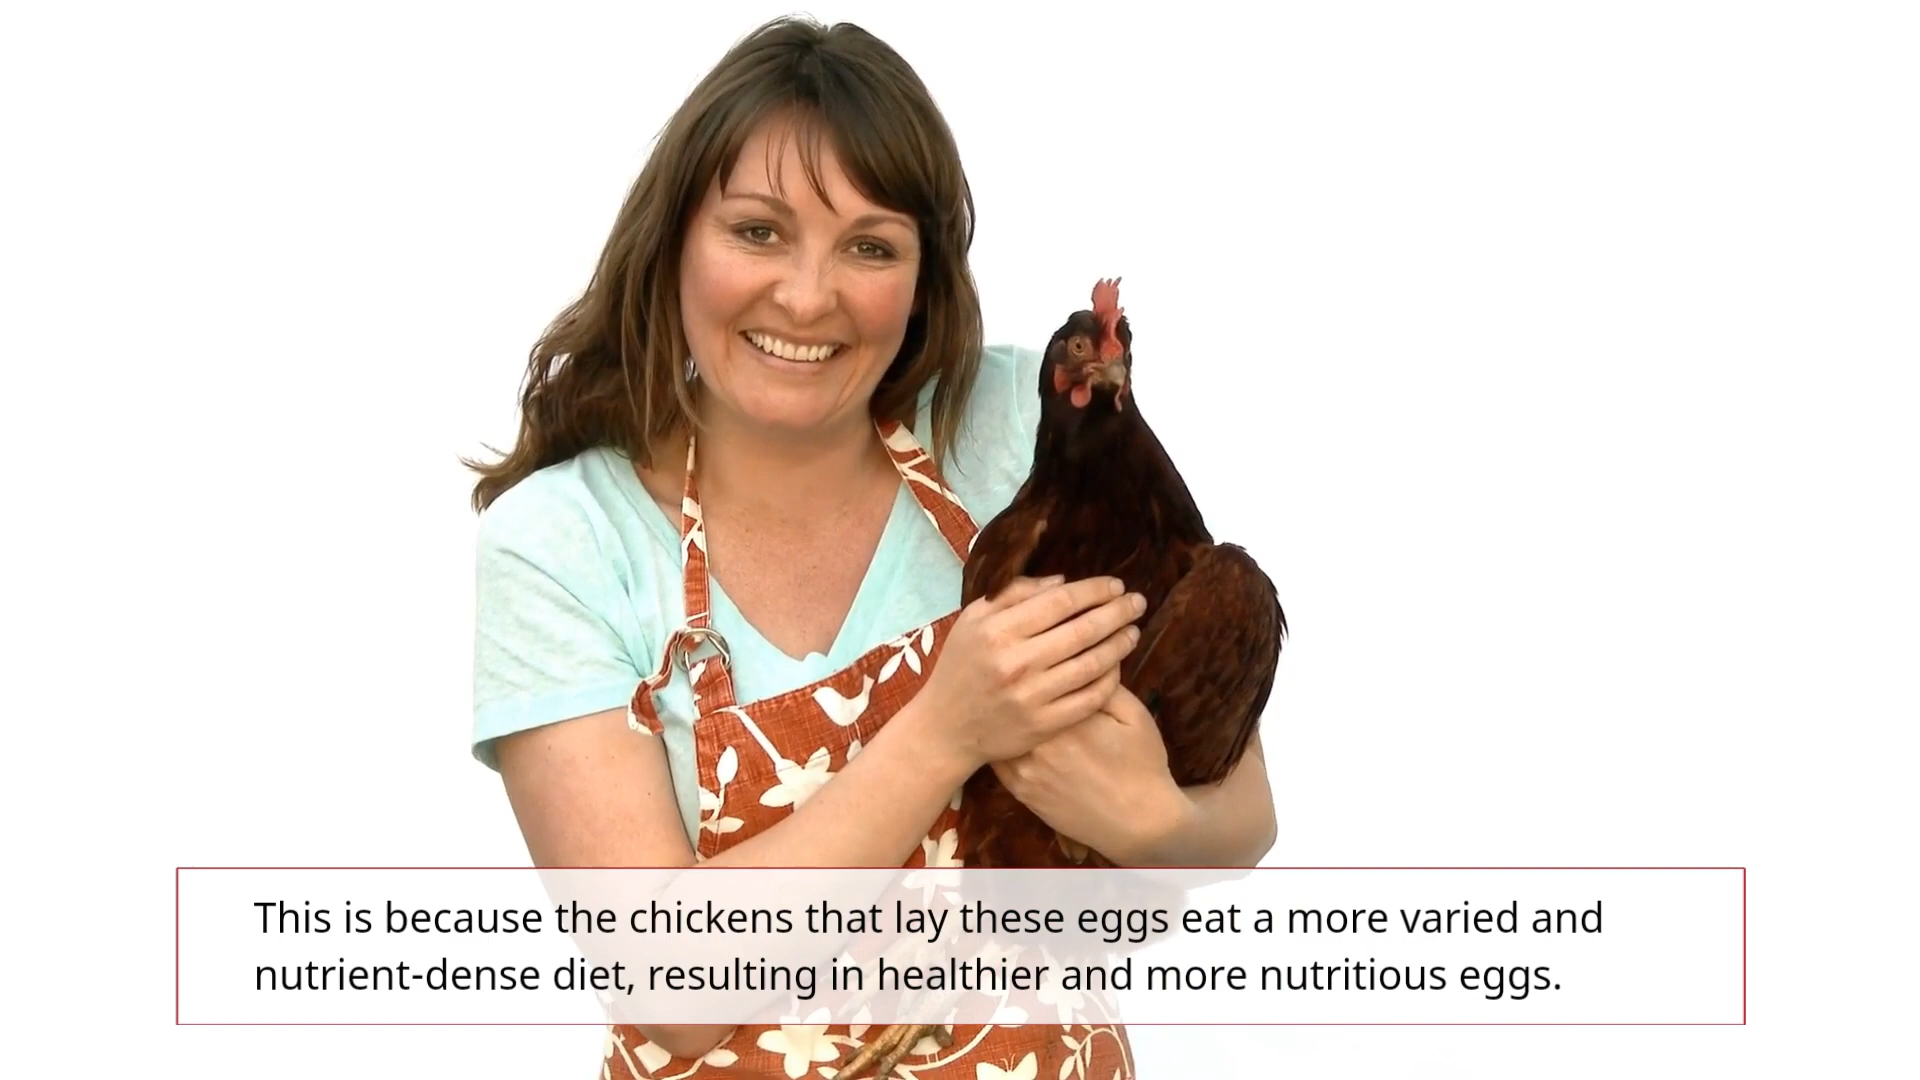 This is because the chickens that lay these eggs eat a more varied and
nutrient-dense diet, resulting in healthier and more nutritious eggs.